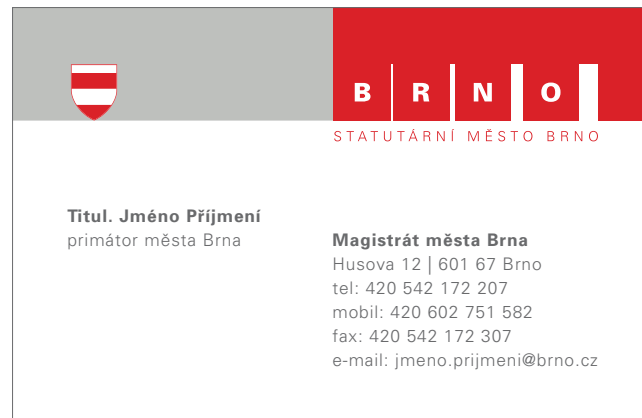 BRNO
STATUTÁRNÍ MĚSTO BRNO
Titul. Jméno Příjmení
primátor města Brna
Magistrát města Brna
Husova 12 | 601 67 Brno
tel: 420 542 172 207
mobil: 420 602 751 582
fax: 420 542 172 307
e-mail: jmeno.prijmeni@brno.cz